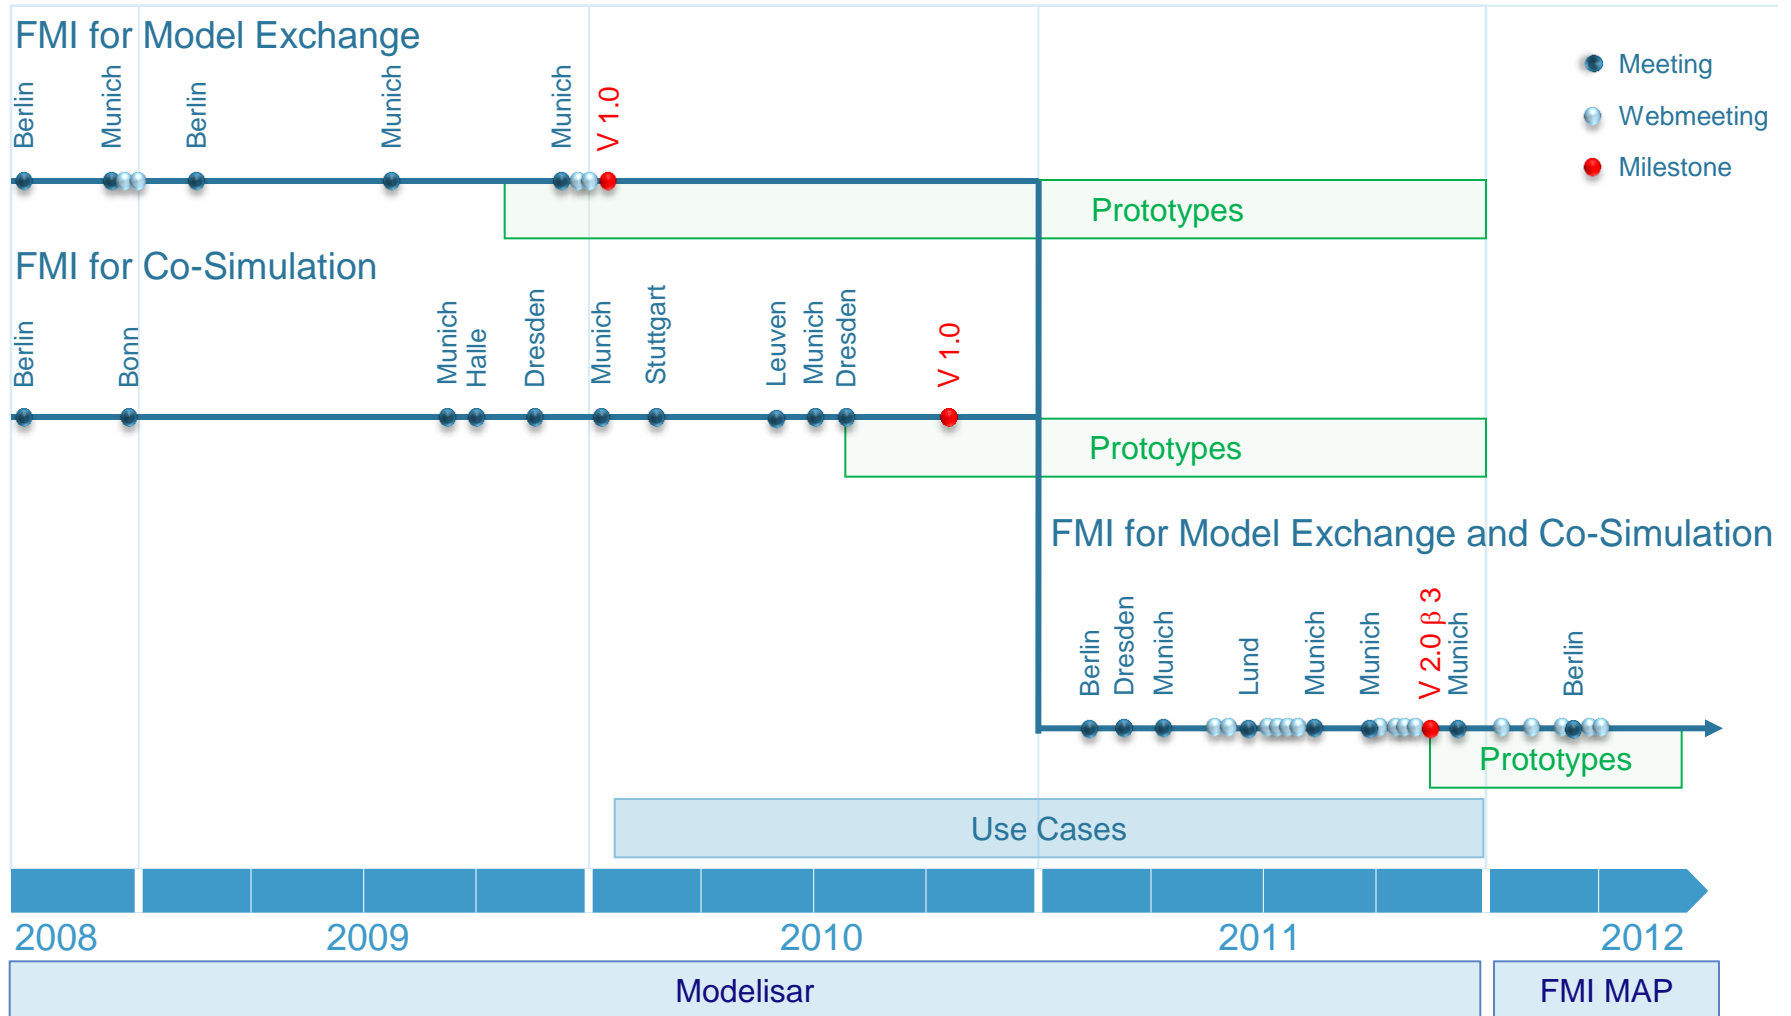 FMI for Model Exchange
Berlin
Munich
Berlin
Munich
Munich
V 1.0
Meeting
Webmeeting
Milestone
Prototypes
FMI for Co-Simulation
Berlin
Bonn
Munich
Halle
Dresden
Munich
Stuttgart
Leuven
Munich
Dresden
V 1.0
Prototypes
FMI for Model Exchange and Co-Simulation
Berlin
Dresden
Munich
Lund
Munich
Munich
V 2.0 β 3
Munich
Berlin
Prototypes
Use Cases
2008
2009
2010
2011
2012
Modelisar
FMI MAP